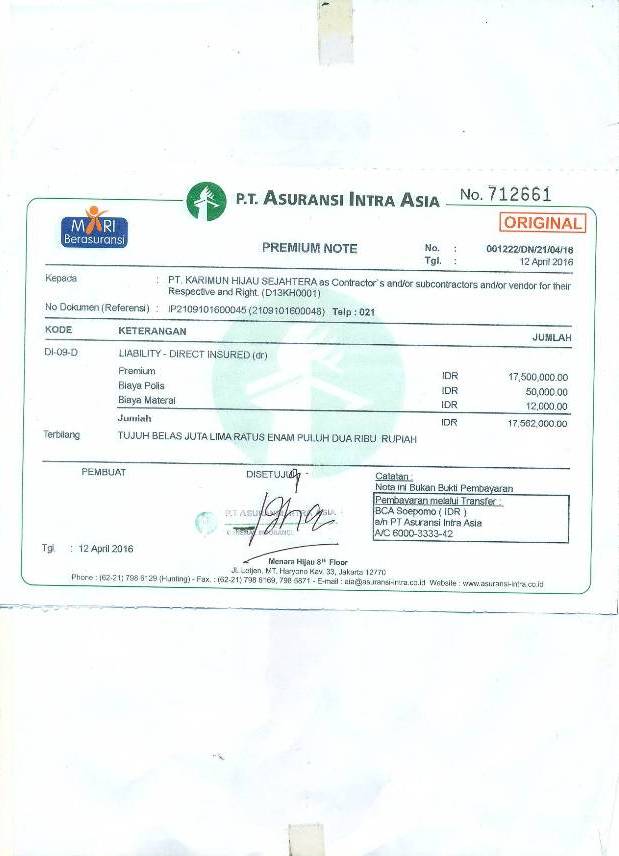 P.T. ASURANSI INTRA ASIA
No. 712661
ORIGINAL
MARI
Berasuransi
PREMIUM NOTE
No. : 001222/DN/21/04/16
Tgl. : 12 April 2016
Kepada : PT. KARIMUN HIJAU SEJAHTERA as Contractor`s and/or subcontractors and/or vendor for their
Respective and Right. (D13KH0001)
No Dokumen (Referensi) : IP2109101600045 (2109101600048) Telp : 021
KODE KETERANGAN JUMLAH
DI-09-D LIABILITY - DIRECT INSURED (dr)
Premium IDR 17,500,000.00
Biaya Polis IDR 50,000.00
Biaya Materai IDR 12,000.00
Jumlah IDR 17,562,000.00
Terbilang TUJUH BELAS JUTA LIMA RATUS ENAM PULUH DUA RIBU RUPIAH
PEMBUAT
DISETUJUI
P.T ASURANSI INTRA ASIA
Catatan :
Nota ini Bukan Bukti Pembayaran
Pembayaran melalui Transfer :
BCA Soepomo ( IDR )
a/n PT Asuransi Intra Asia
A/C 6000-3333-42
Tgl. : 12 April 2016
Menara Hijau 8th Floor
JL. Letjen. MT. Haryono Kav. 33, Jakarta 12770
Phone : (62-21) 798 6129 (Hunting) - Fax. : (62-21) 798 6169, 798 5871 - E-mail : aia@asuransi-intra.co.id Website : www.asuransi-intra.co.id